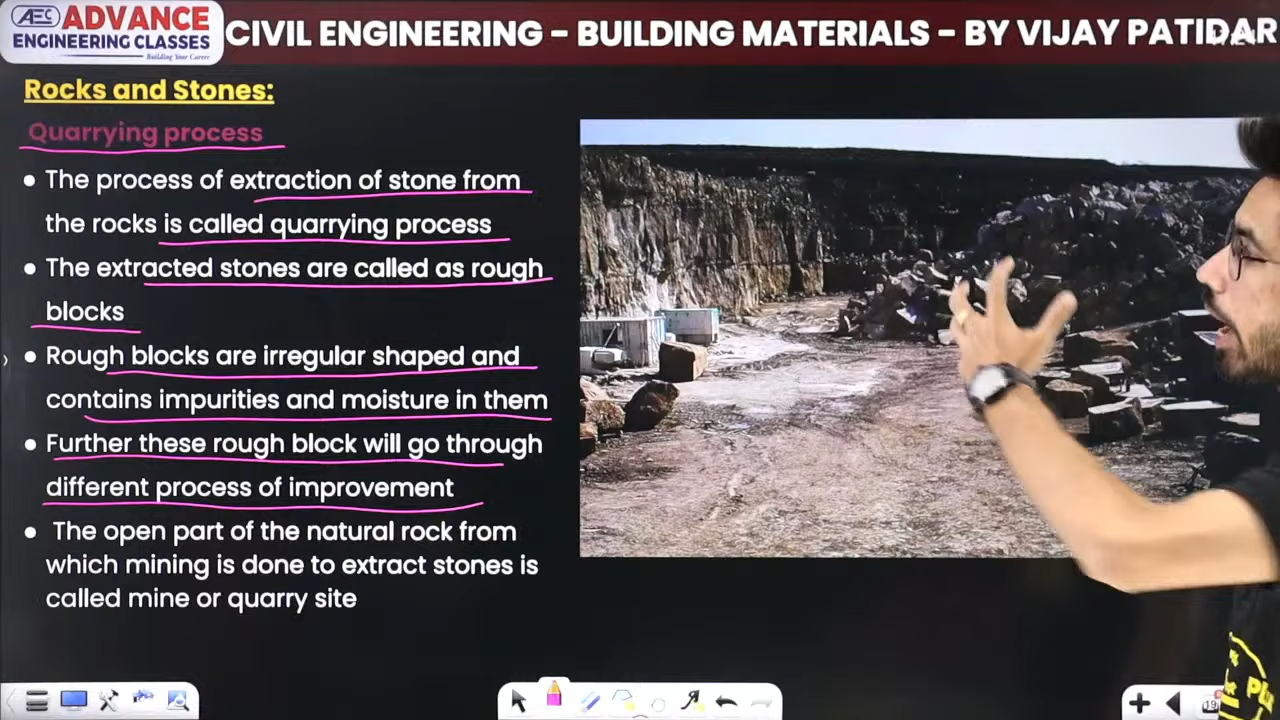 AEC ADVANCE
ENGINEERING CLASSES
Building Your Career
CIVIL ENGINEERING – BUILDING MATERIALS – BY VIJAY PATIDAR
Rocks and Stones:
Quarrying process
• The process of extraction of stone from
the rocks is called quarrying process
• The extracted stones are called as rough
blocks
• Rough blocks are irregular shaped and
contains impurities and moisture in them
• Further these rough block will go through
different process of improvement
• The open part of the natural rock from
which mining is done to extract stones is
called mine or quarry site
19